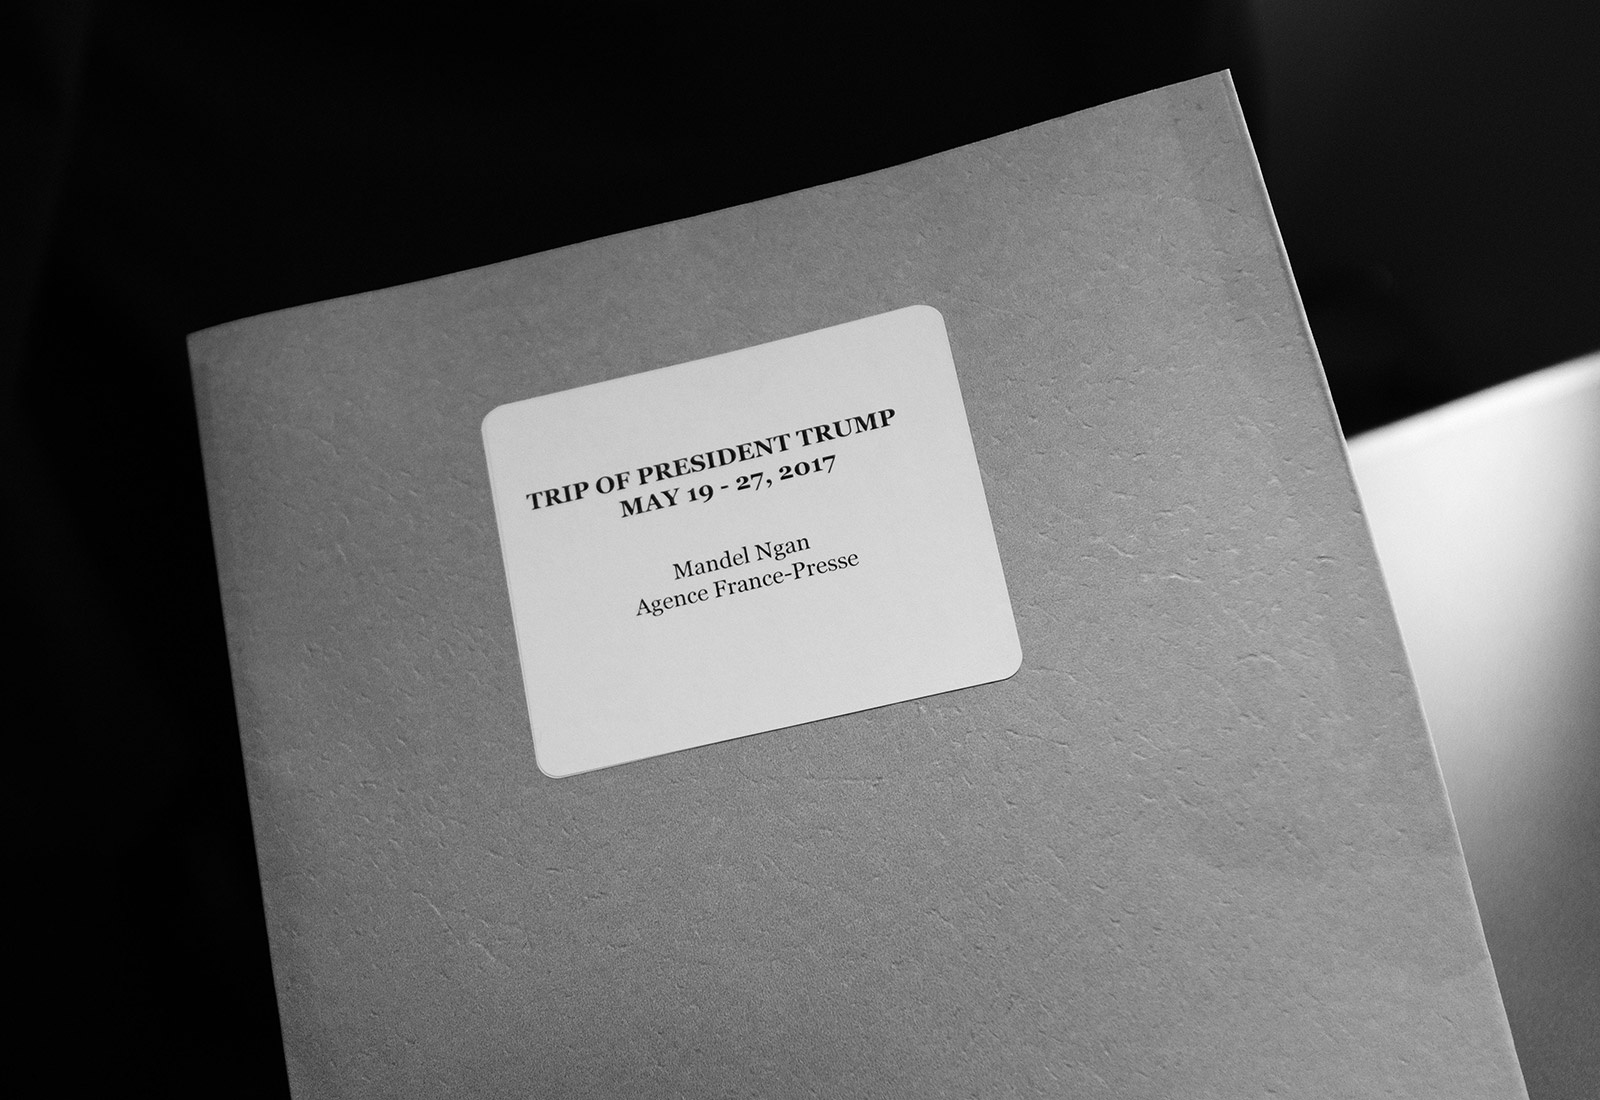 TRIP OF PRESIDENT TRUMP
MAY 19 - 27, 2017
Mandel Ngan
Agence France-Presse